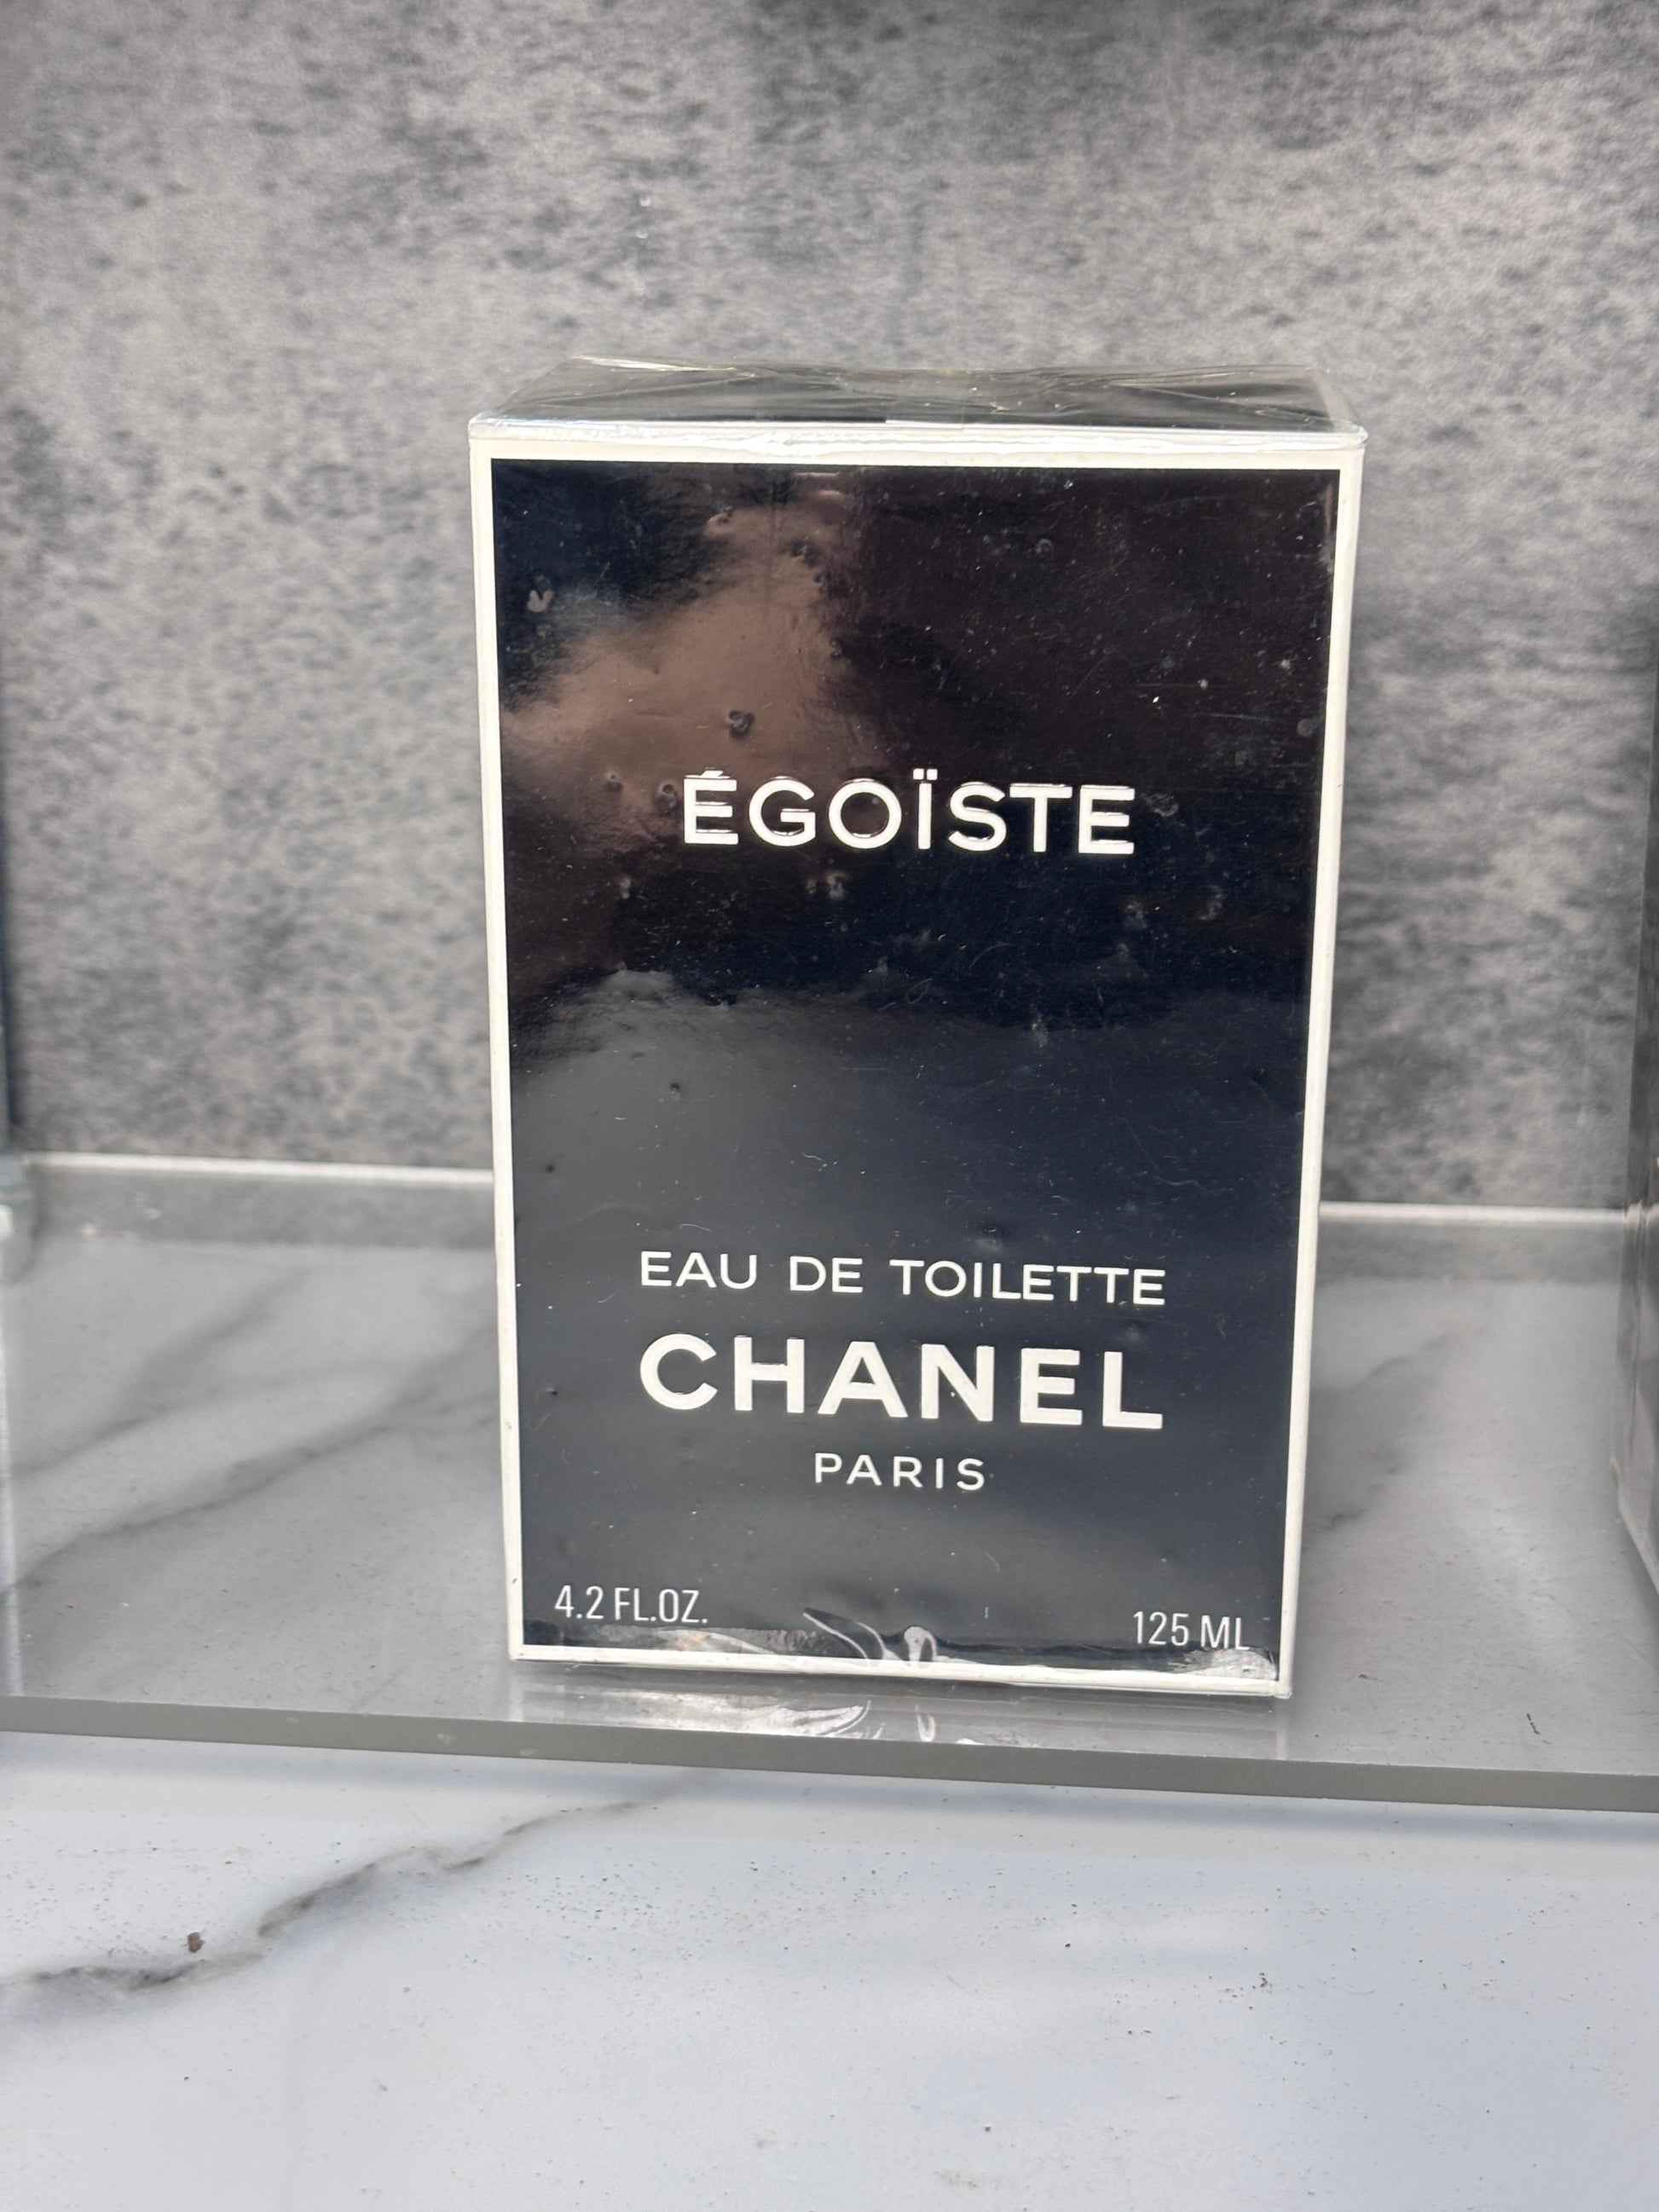 ÉGOÏSTE
EAU DE TOILETTE
CHANEL
PARIS
4.2 FL.OZ.
125 ML